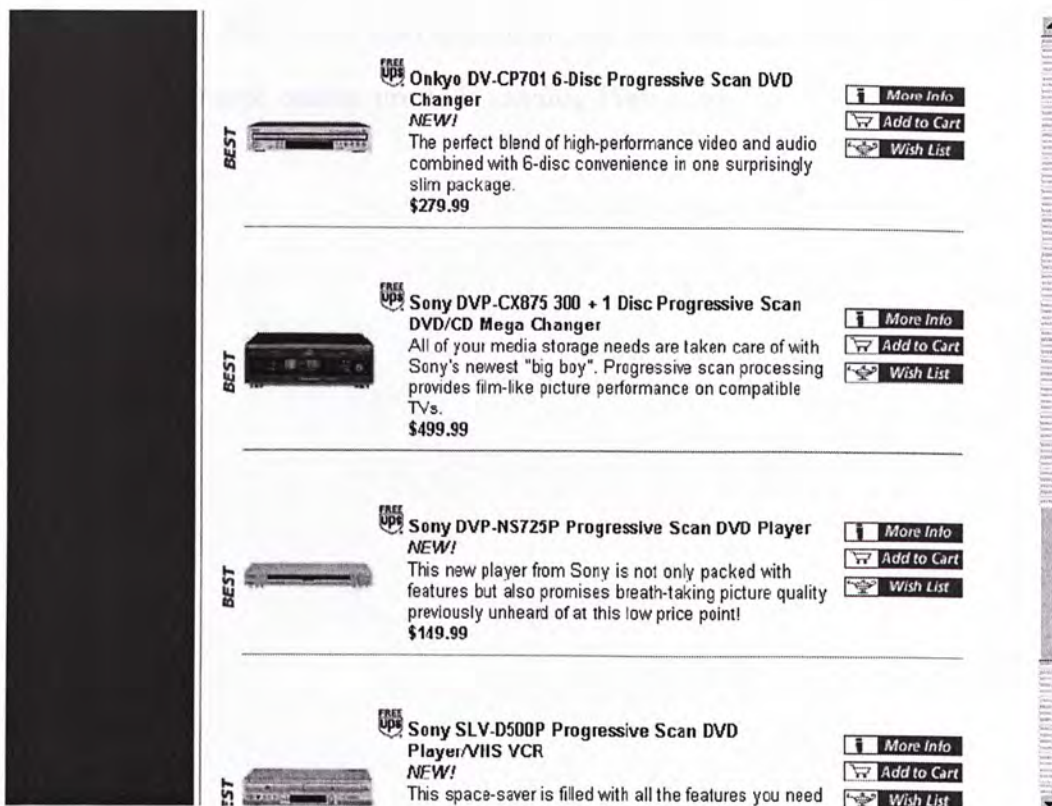 FREE
ups
Onkyo DV-CP701 6-Disc Progressive Scan DVD
Changer
NEW!
The perfect blend of high-performance video and audio
combined with 6-disc convenience in one surprisingly
slim package.
$279.99
BEST
More Info
Add to Cart
Wish List
FREE
ups
Sony DVP-CX875 300 + 1 Disc Progressive Scan
DVD/CD Mega Changer
All of your media storage needs are taken care of with
Sony's newest "big boy". Progressive scan processing
provides film-like picture performance on compatible
TVs.
$499.99
BEST
More Info
Add to Cart
Wish List
FREE
ups
Sony DVP-NS725P Progressive Scan DVD Player
NEW!
This new player from Sony is not only packed with
features but also promises breath-taking picture quality
previously unheard of at this low price point!
$149.99
BEST
More Info
Add to Cart
Wish List
FREE
ups
Sony SLV-D500P Progressive Scan DVD
Player/VHS VCR
NEW!
This space-saver is filled with all the features you need
BEST
More Info
Add to Cart
Wish List